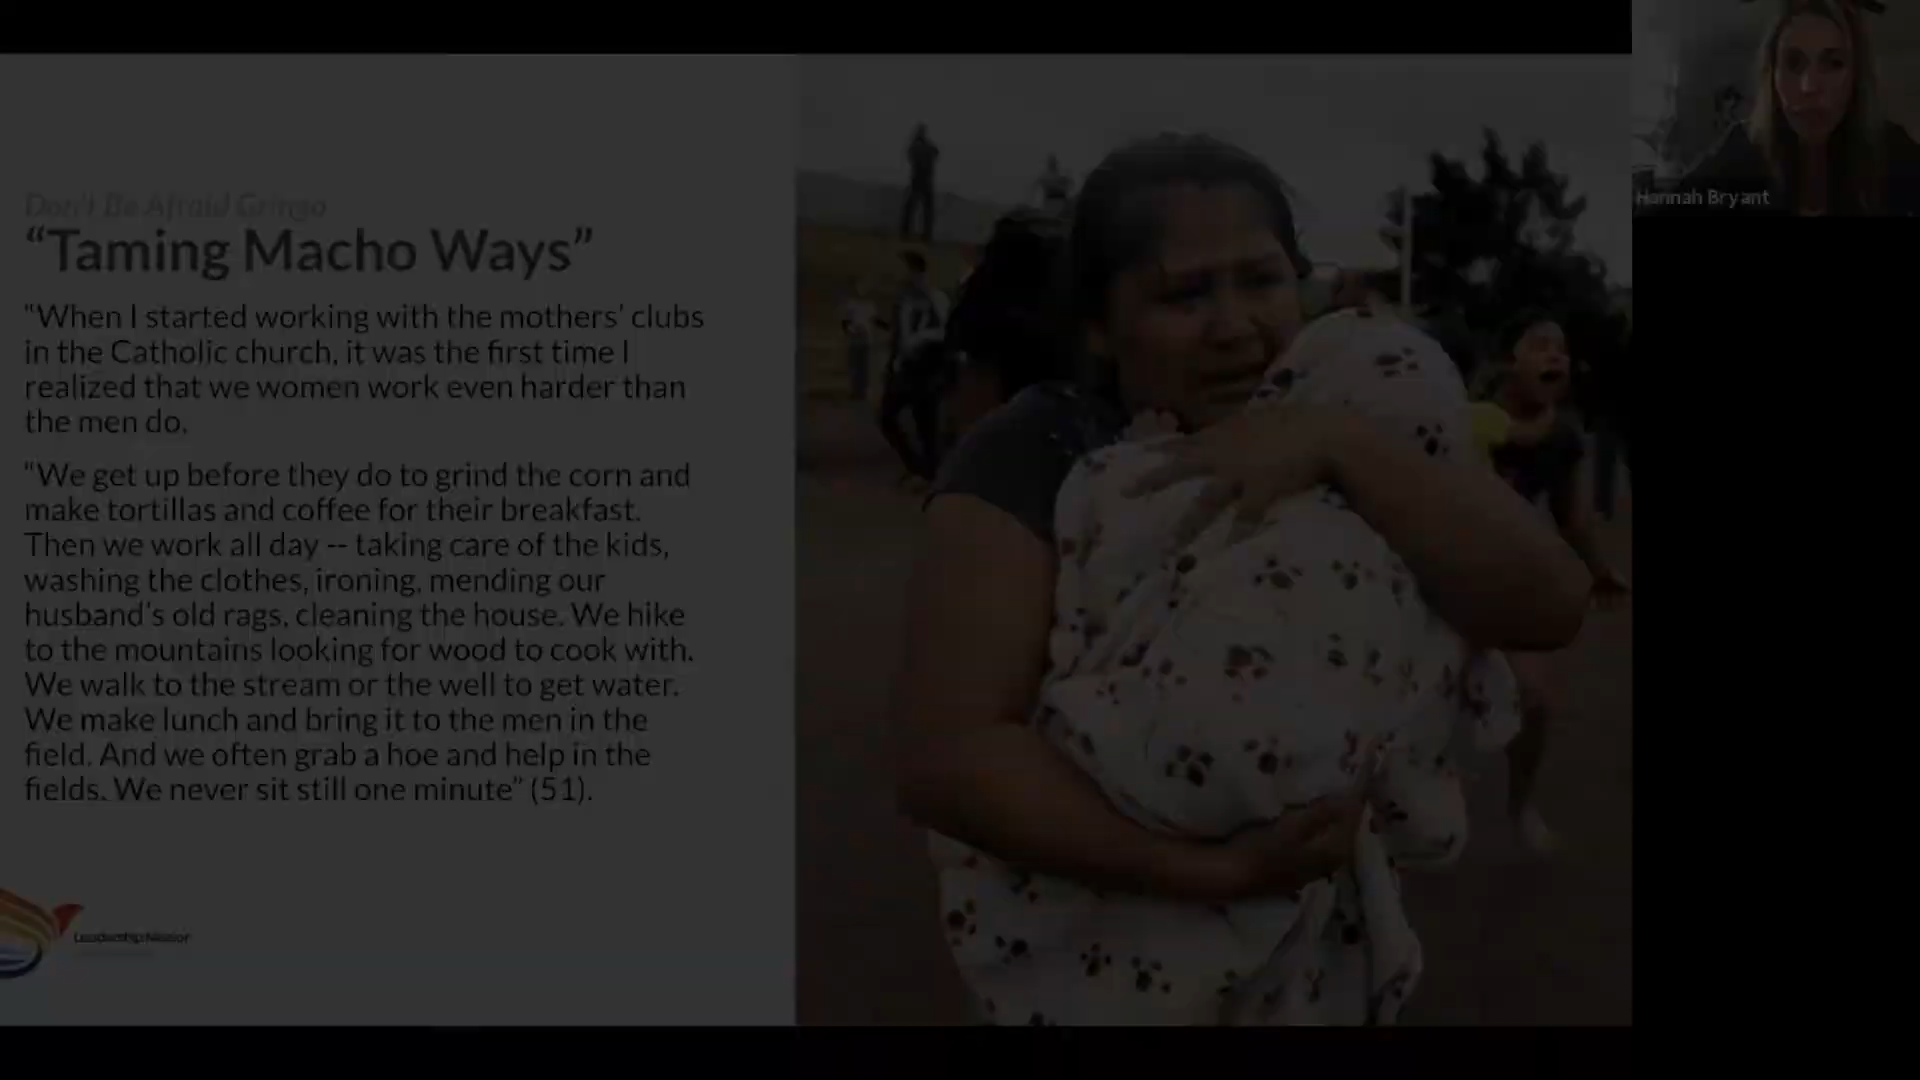 Don't Be Afraid Gringo
“Taming Macho Ways”
“When I started working with the mothers’ clubs
in the Catholic church, it was the first time I
realized that we women work even harder than
the men do.
“We get up before they do to grind the corn and
make tortillas and coffee for their breakfast.
Then we work all day -- taking care of the kids,
washing the clothes, ironing, mending our
husband’s old rags, cleaning the house. We hike
to the mountains looking for wood to cook with.
We walk to the stream or the well to get water.
We make lunch and bring it to the men in the
field. And we often grab a hoe and help in the
fields. We never sit still one minute” (51).
Leadership Mission
Hannah Bryant